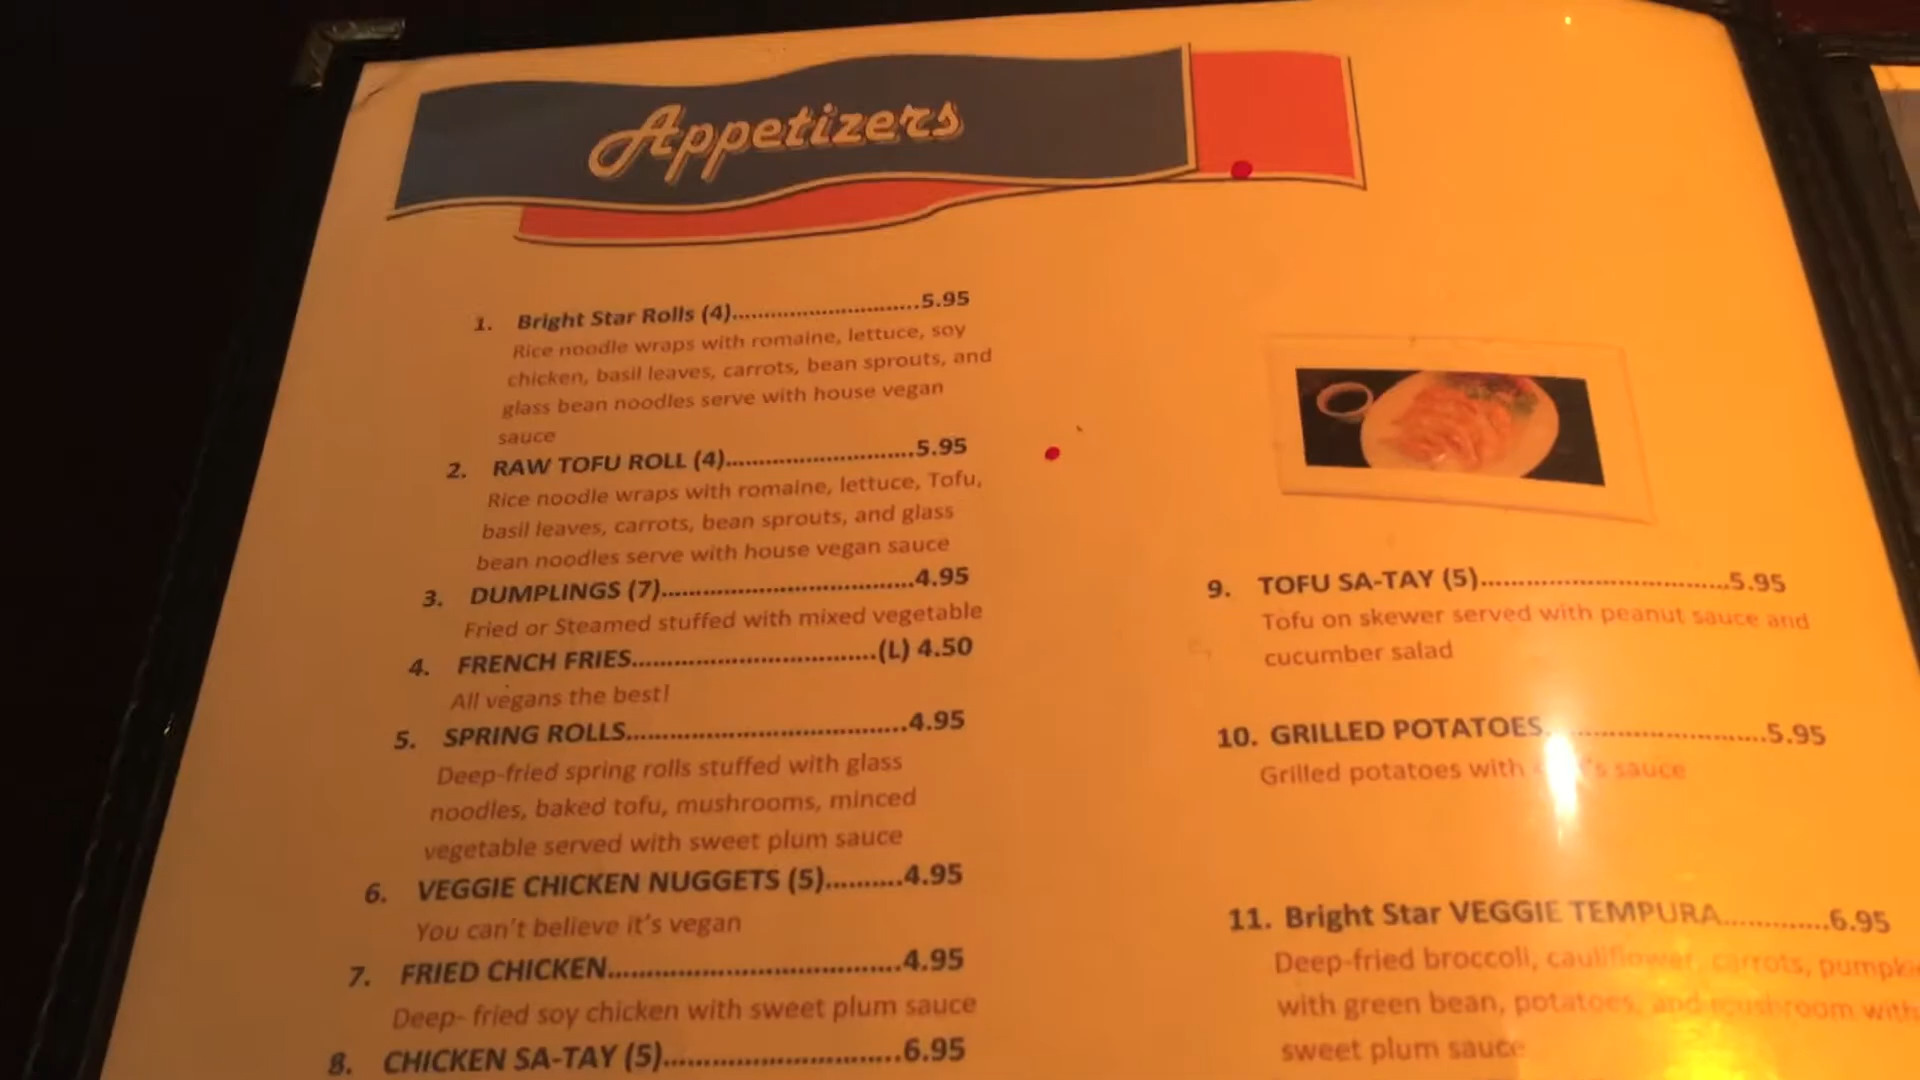 Appetizers
1. Bright Star Rolls (4)............................5.95
Rice noodle wraps with romaine, lettuce, soy
chicken, basil leaves, carrots, bean sprouts, and
glass bean noodles serve with house vegan
sauce
2. RAW TOFU ROLL (4)............................5.95
Rice noodle wraps with romaine, lettuce, Tofu,
basil leaves, carrots, bean sprouts, and glass
bean noodles serve with house vegan sauce
3. DUMPLINGS (7)....................................4.95
Fried or Steamed stuffed with mixed vegetable
4. FRENCH FRIES...................................(L) 4.50
All vegans the best!
5. SPRING ROLLS.......................................4.95
Deep-fried spring rolls stuffed with glass
noodles, baked tofu, mushrooms, minced
vegetable served with sweet plum sauce
6. VEGGIE CHICKEN NUGGETS (5)..........4.95
You can't believe it's vegan
7. FRIED CHICKEN.....................................4.95
Deep- fried soy chicken with sweet plum sauce
8. CHICKEN SA-TAY (5)..............................6.95
9. TOFU SA-TAY (5).................................5.95
Tofu on skewer served with peanut sauce and
cucumber salad
10. GRILLED POTATOES.............................5.95
Grilled potatoes with sauce
11. Bright Star VEGGIE TEMPURA.............6.95
Deep-fried broccoli, cauliflower, carrots, pumpki
with green bean, potatoes, and mushroom with
sweet plum sauce